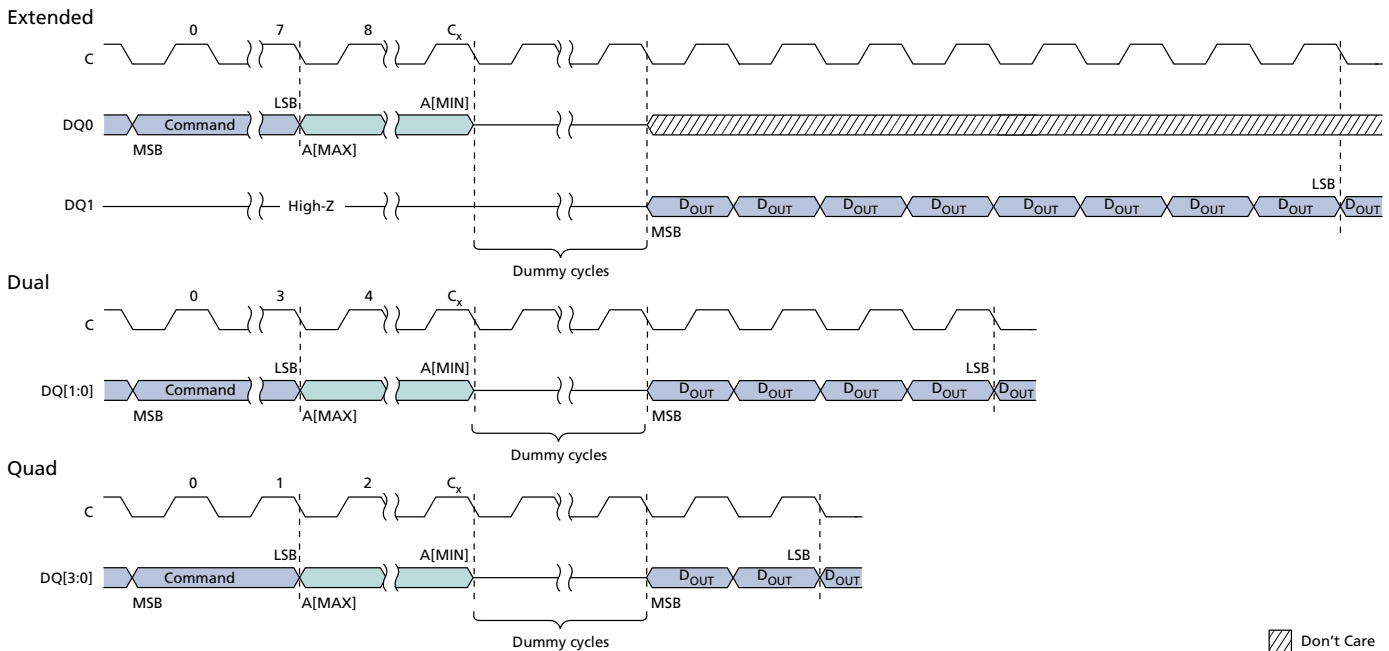 Extended
0 7 8 Cx
C
LSB A[MIN]
DQ0 Command
MSB A[MAX]
LSB
DQ1 High-Z DOUT DOUT DOUT DOUT DOUT DOUT DOUT DOUT DOUT
MSB
Dummy cycles
Dual
0 3 4 Cx
C
LSB A[MIN] LSB
DQ[1:0] Command DOUT DOUT DOUT DOUT DOUT
MSB A[MAX] MSB
Dummy cycles
Quad
0 1 2 Cx
C
LSB A[MIN] LSB
DQ[3:0] Command DOUT DOUT DOUT
MSB A[MAX] MSB
Dummy cycles
Don't Care